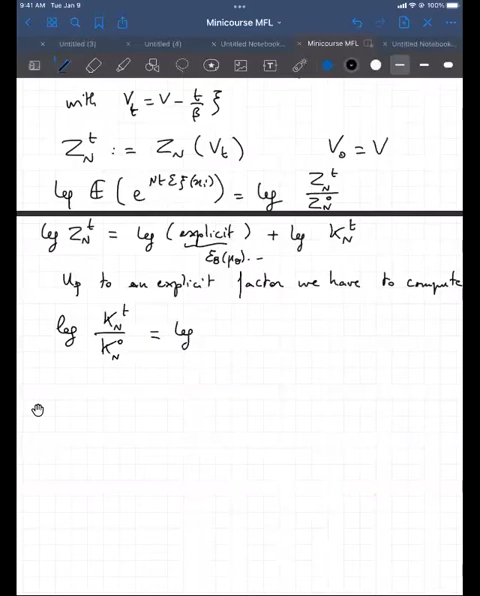 9:41 AM Tue Jan 9
100%
Minicourse MFL
Untitled (3)
Untitled (4)
Untitled Notebook...
Minicourse MFL
Untitled Notebook...
with V_t = V - t/β ξ
Z_N^t := Z_N (V_t) V_0 = V
log E ( e^{Nt Σ ξ(x_i)} ) = log Z_N^t / Z_N^0
log Z_N^t = log (explicit) + log K_N^t
ε_θ(μ_θ) ...
Up to an explicit factor we have to compute
log K_N^t / K_N^0 = log